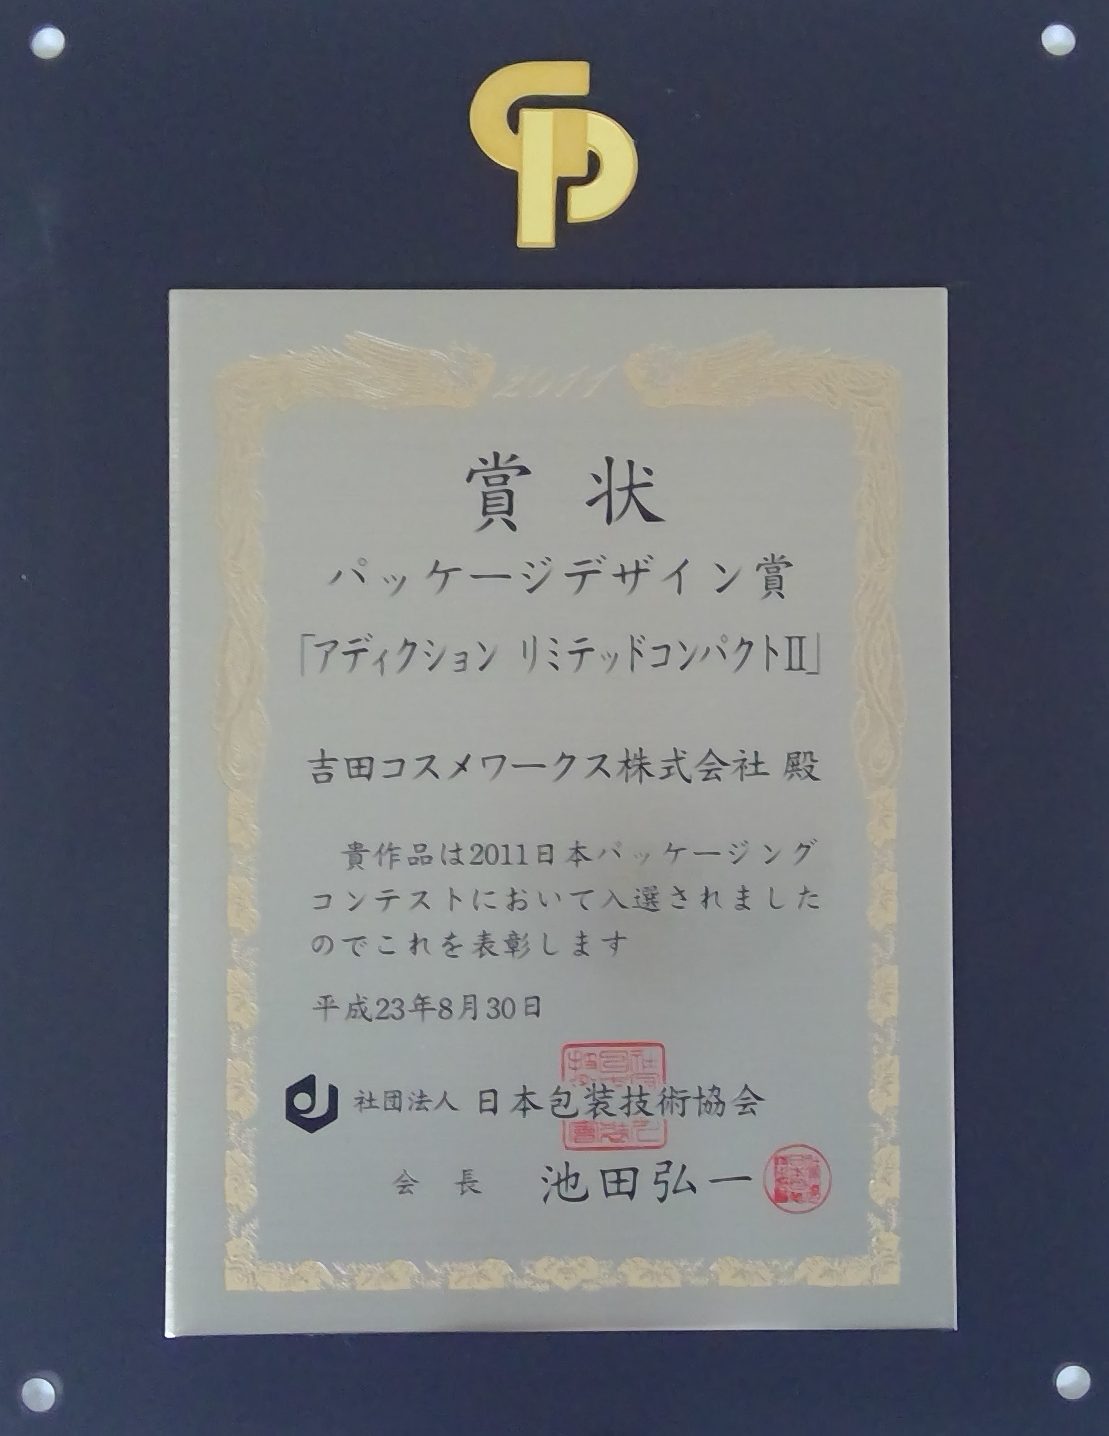 2011
賞状
パッケージデザイン賞
「アディクション リミテッドコンパクトⅡ」
吉田コスメワークス株式会社 殿
貴作品は2011日本パッケージング
コンテストにおいて入選されました
のでこれを表彰します
平成23年8月30日
社団法人 日本包装技術協会
会長 池田弘一